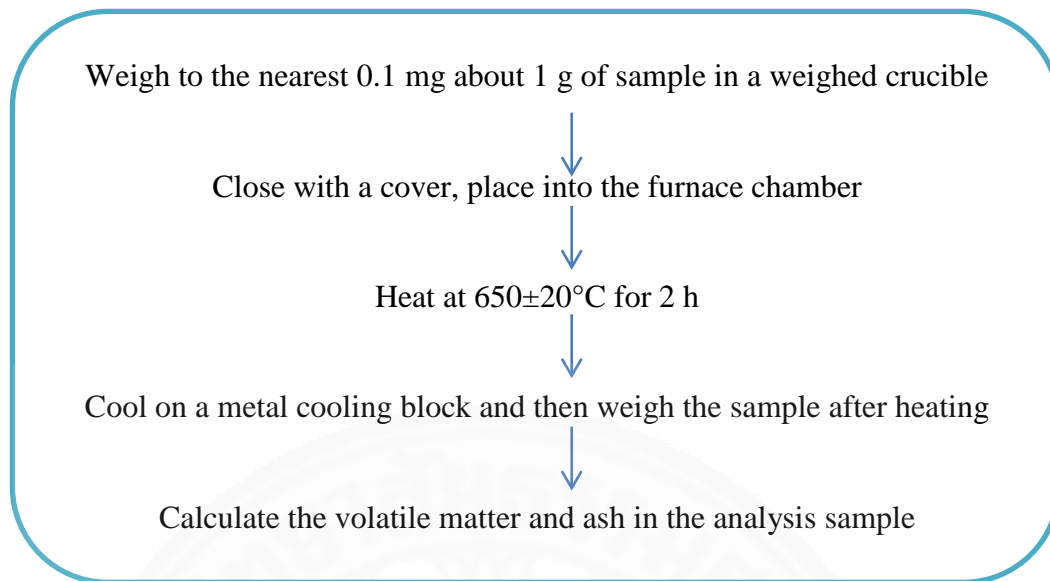 Weigh to the nearest 0.1 mg about 1 g of sample in a weighed crucible
Close with a cover, place into the furnace chamber
Heat at 650±20°C for 2 h
Cool on a metal cooling block and then weigh the sample after heating
Calculate the volatile matter and ash in the analysis sample